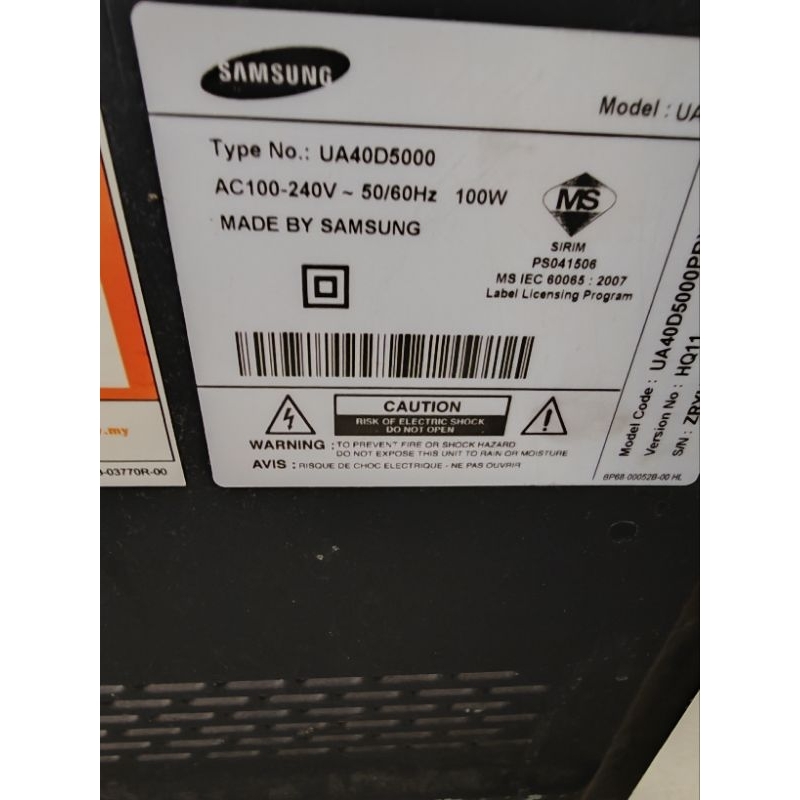 SAMSUNG
Model : UA
Type No.: UA40D5000
AC100-240V ~ 50/60Hz 100W
MADE BY SAMSUNG
MS
SIRIM
PS041506
MS IEC 60065 : 2007
Label Licensing Program
CAUTION
RISK OF ELECTRIC SHOCK
DO NOT OPEN
WARNING : TO PREVENT FIRE OR SHOCK HAZARD
DO NOT EXPOSE THIS UNIT TO RAIN OR MOISTURE
AVIS : RISQUE DE CHOC ELECTRIQUE - NE PAS OUVRIR
BP68-00052B-00 HL
Model Code : UA40D5000PR
Version No : HQ11
S/N :
.my
-03770R-00